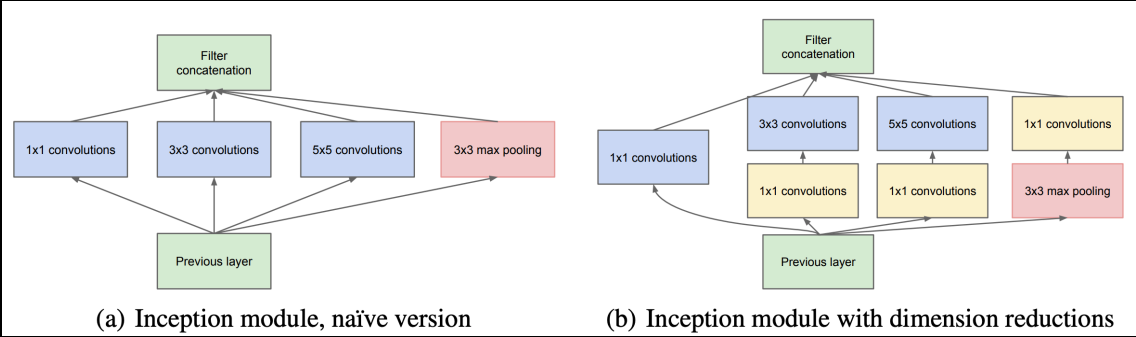 Filter
concatenation
1x1 convolutions
3x3 convolutions
5x5 convolutions
3x3 max pooling
Previous layer
(a) Inception module, naïve version
Filter
concatenation
3x3 convolutions
5x5 convolutions
1x1 convolutions
1x1 convolutions
1x1 convolutions
1x1 convolutions
3x3 max pooling
Previous layer
(b) Inception module with dimension reductions